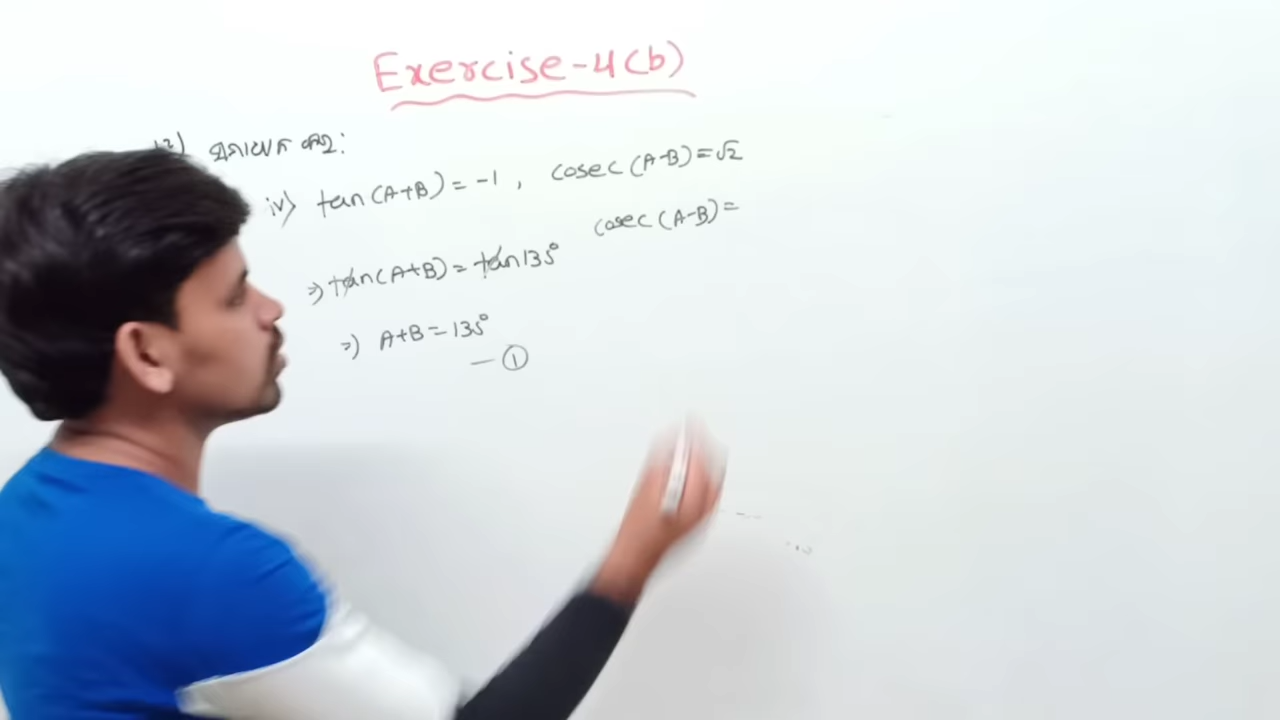 Exercise-4(b)
ସମାଧାନ କର:
iv) tan(A+B) = -1, cosec(A-B) = √2
cosec(A-B) =
⇒ tan(A+B) = tan135°
⇒ A+B = 135°
— ①